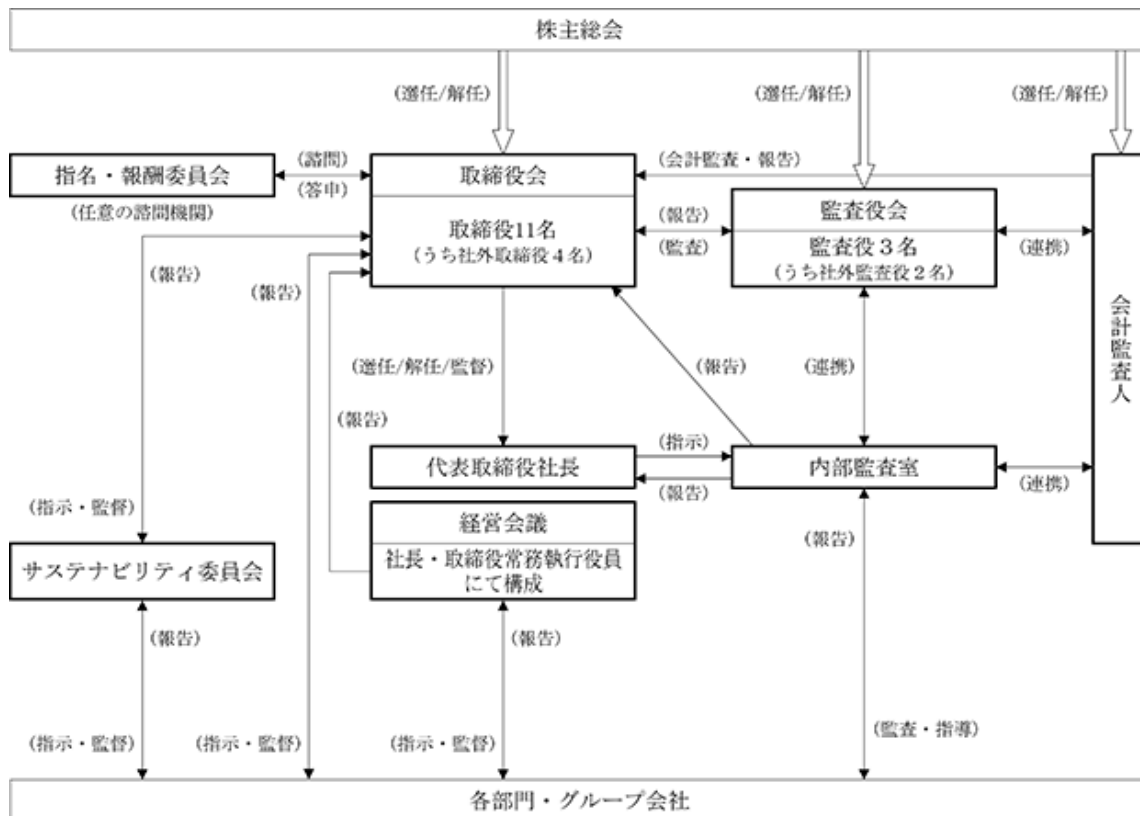 株主総会
(選任/解任)
(選任/解任)
(選任/解任)
指名・報酬委員会
(任意の諮問機関)
(諮問)
(答申)
取締役会
取締役11名
(うち社外取締役4名)
(会計監査・報告)
(報告)
(監査)
監査役会
監査役3名
(うち社外監査役2名)
(連携)
会計監査人
(報告)
(報告)
(選任/解任/監督)
(報告)
(報告)
(連携)
代表取締役社長
(指示)
(報告)
内部監査室
(連携)
(指示・監督)
サステナビリティ委員会
経営会議
社長・取締役常務執行役員
にて構成
(報告)
(報告)
(報告)
(指示・監督)
(指示・監督)
(指示・監督)
(監査・指導)
各部門・グループ会社